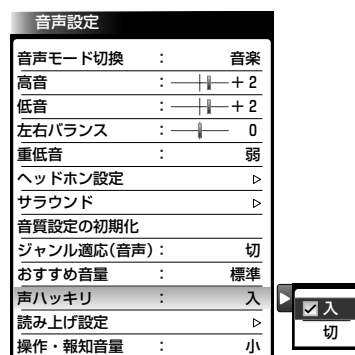 音声設定
音声モード切換 : 音楽
高音 : +2
低音 : +2
左右バランス : 0
重低音 : 弱
ヘッドホン設定
サラウンド
音質設定の初期化
ジャンル適応(音声) : 切
おすすめ音量 : 標準
声ハッキリ : 入
読み上げ設定
操作・報知音量 : 小
入
切